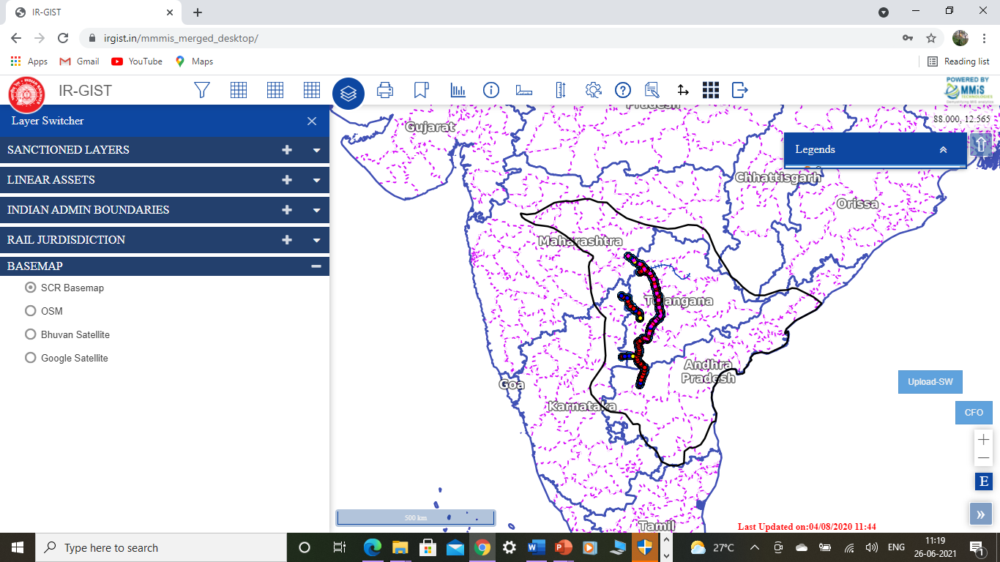 IR-GIST
irgist.in/mmmis_merged_desktop/
Apps
Gmail
YouTube
Maps
Reading list
IR-GIST
POWERED BY
MMiS
TECHNOLOGIES
Layer Switcher
88.000, 12.565
SANCTIONED LAYERS
LINEAR ASSETS
INDIAN ADMIN BOUNDARIES
RAIL JURDISDICTION
BASEMAP
SCR Basemap
OSM
Bhuvan Satellite
Google Satellite
Legends
Pradesh
Gujarat
Chhattisgarh
Orissa
Maharashtra
Telangana
Andhra
Pradesh
Goa
Karnataka
Tamil
Upload-SW
CFO
E
500 km
Last Updated on:04/08/2020 11:44
Type here to search
27°C
ENG
11:19
26-06-2021
1